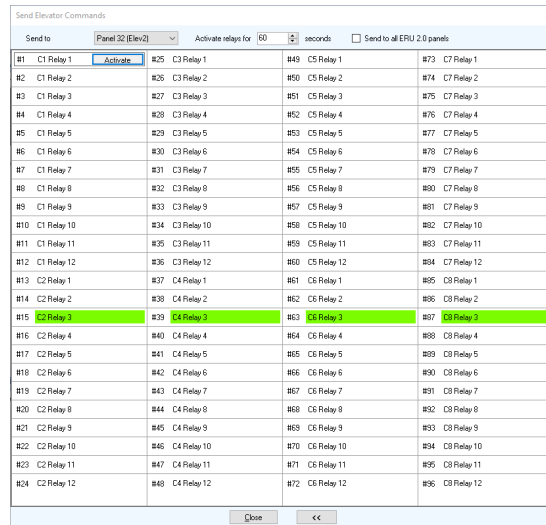 Send Elevator Commands
Send to Panel 32 (Elev2) Activate relays for 60 seconds Send to all ERIU 2.0 panels
#1 C1 Relay 1 Activate #25 C3 Relay 1 #49 C5 Relay 1 #73 C7 Relay 1
#2 C1 Relay 2 #26 C3 Relay 2 #50 C5 Relay 2 #74 C7 Relay 2
#3 C1 Relay 3 #27 C3 Relay 3 #51 C5 Relay 3 #75 C7 Relay 3
#4 C1 Relay 4 #28 C3 Relay 4 #52 C5 Relay 4 #76 C7 Relay 4
#5 C1 Relay 5 #29 C3 Relay 5 #53 C5 Relay 5 #77 C7 Relay 5
#6 C1 Relay 6 #30 C3 Relay 6 #54 C5 Relay 6 #78 C7 Relay 6
#7 C1 Relay 7 #31 C3 Relay 7 #55 C5 Relay 7 #79 C7 Relay 7
#8 C1 Relay 8 #32 C3 Relay 8 #56 C5 Relay 8 #80 C7 Relay 8
#9 C1 Relay 9 #33 C3 Relay 9 #57 C5 Relay 9 #81 C7 Relay 9
#10 C1 Relay 10 #34 C3 Relay 10 #58 C5 Relay 10 #82 C7 Relay 10
#11 C1 Relay 11 #35 C3 Relay 11 #59 C5 Relay 11 #83 C7 Relay 11
#12 C1 Relay 12 #36 C3 Relay 12 #60 C5 Relay 12 #84 C7 Relay 12
#13 C2 Relay 1 #37 C4 Relay 1 #61 C6 Relay 1 #85 C8 Relay 1
#14 C2 Relay 2 #38 C4 Relay 2 #62 C6 Relay 2 #86 C8 Relay 2
#15 C2 Relay 3 #39 C4 Relay 3 #63 C6 Relay 3 #87 C8 Relay 3
#16 C2 Relay 4 #40 C4 Relay 4 #64 C6 Relay 4 #88 C8 Relay 4
#17 C2 Relay 5 #41 C4 Relay 5 #65 C6 Relay 5 #89 C8 Relay 5
#18 C2 Relay 6 #42 C4 Relay 6 #66 C6 Relay 6 #90 C8 Relay 6
#19 C2 Relay 7 #43 C4 Relay 7 #67 C6 Relay 7 #91 C8 Relay 7
#20 C2 Relay 8 #44 C4 Relay 8 #68 C6 Relay 8 #92 C8 Relay 8
#21 C2 Relay 9 #45 C4 Relay 9 #69 C6 Relay 9 #93 C8 Relay 9
#22 C2 Relay 10 #46 C4 Relay 10 #70 C6 Relay 10 #94 C8 Relay 10
#23 C2 Relay 11 #47 C4 Relay 11 #71 C6 Relay 11 #95 C8 Relay 11
#24 C2 Relay 12 #48 C4 Relay 12 #72 C6 Relay 12 #96 C8 Relay 12
Close <<